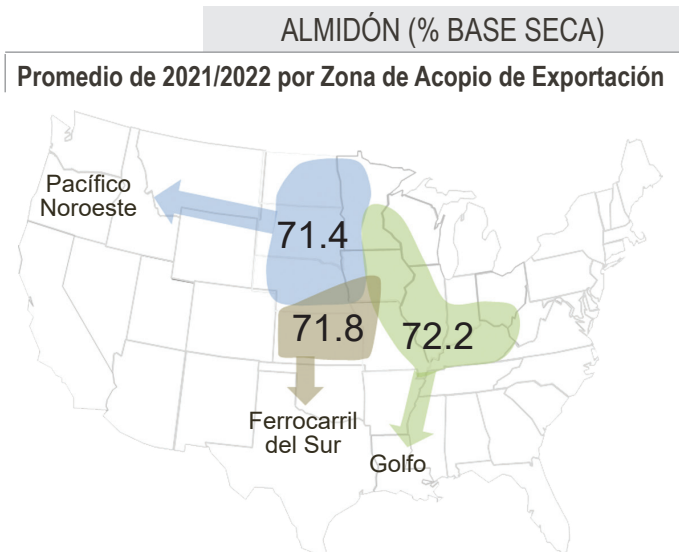 ALMIDÓN (% BASE SECA)
Promedio de 2021/2022 por Zona de Acopio de Exportación
Pacífico
Noroeste
71.4
71.8
72.2
Ferrocarril
del Sur
Golfo